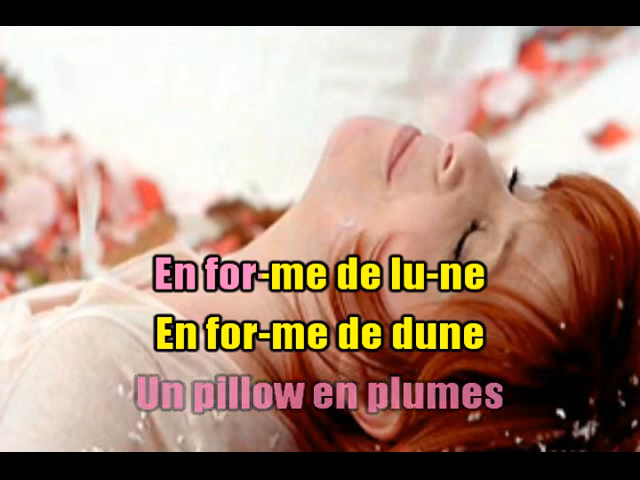 En for-me de lu-ne
En for-me de dune
Un pillow en plumes